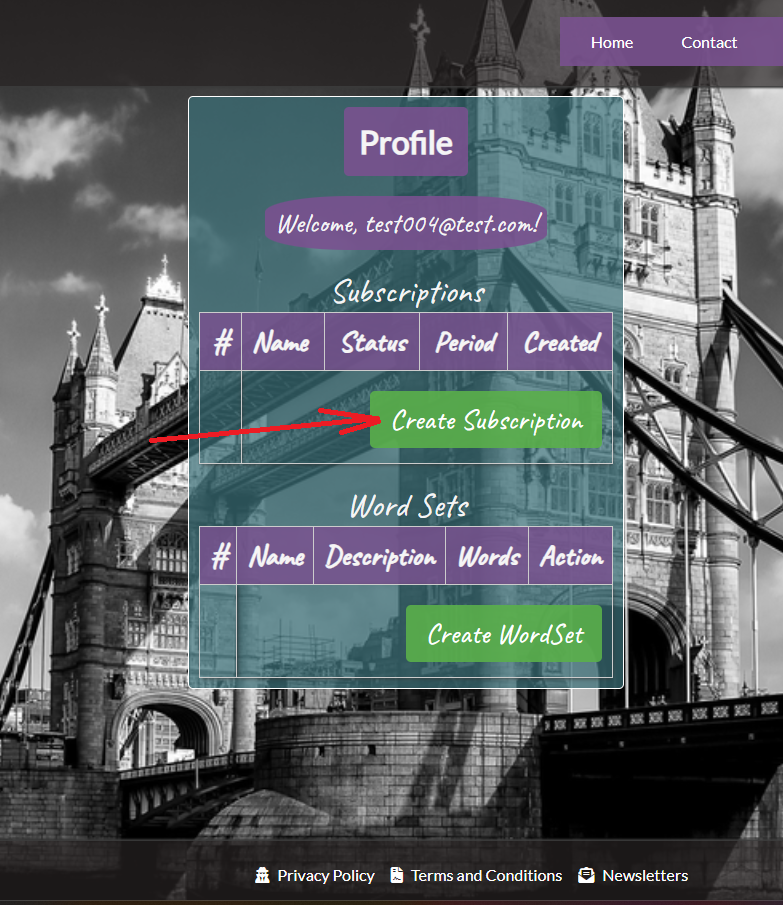 Home Contact
Profile
Welcome, test004@test.com!
Subscriptions
# Name Status Period Created
Create Subscription
Word Sets
# Name Description Words Action
Create WordSet
Privacy Policy Terms and Conditions Newsletters